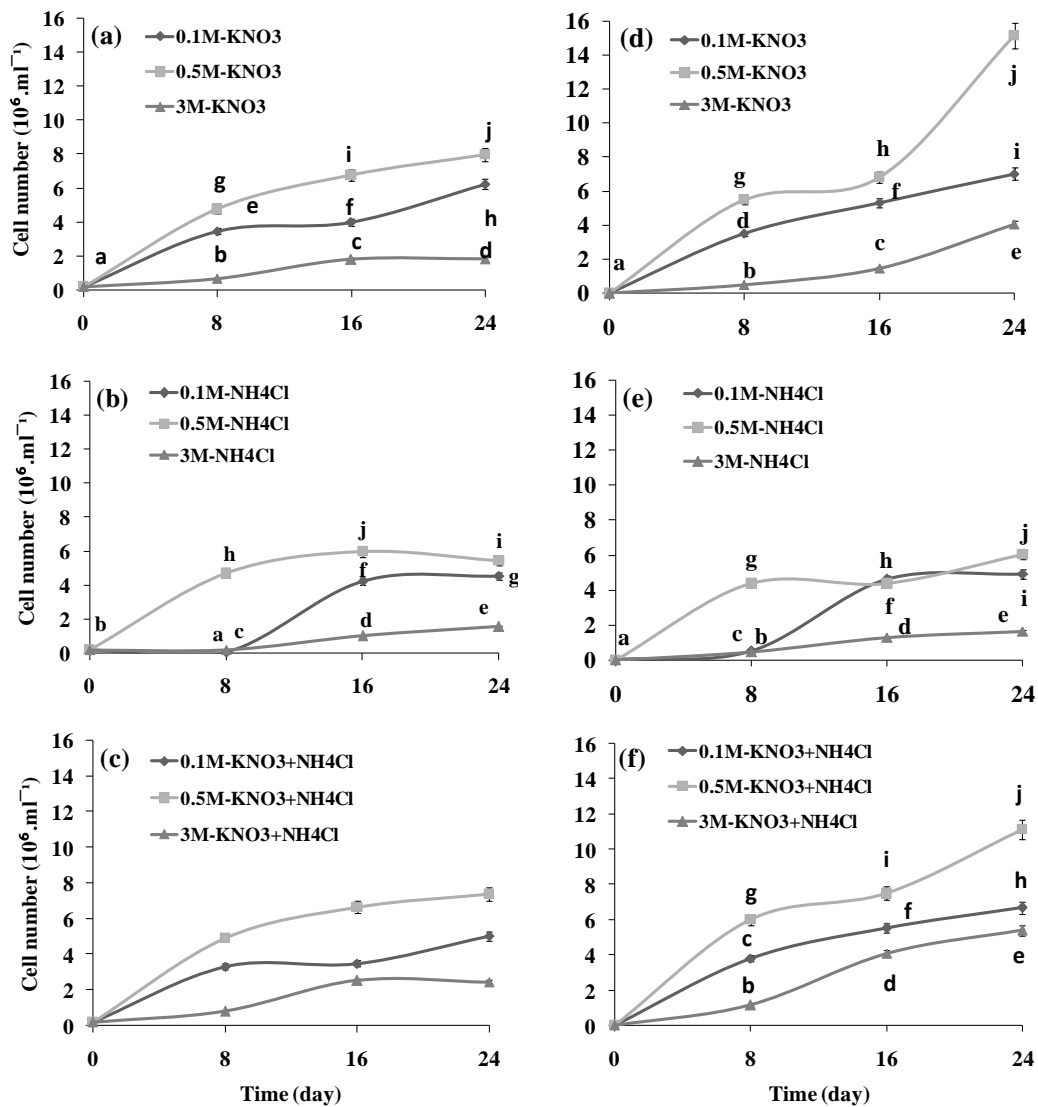 (a)
0.1M-KNO3
0.5M-KNO3
3M-KNO3
Cell number (10⁶.ml⁻¹)
16
14
12
10
8
6
4
2
0
a
g
e
b
i
f
c
j
h
d
0
8
16
24
(d)
0.1M-KNO3
0.5M-KNO3
3M-KNO3
16
14
12
10
8
6
4
2
0
a
g
d
b
h
f
c
j
i
e
0
8
16
24
(b)
0.1M-NH4Cl
0.5M-NH4Cl
3M-NH4Cl
Cell number (10⁶.ml⁻¹)
16
14
12
10
8
6
4
2
0
b
h
a
c
j
f
d
i
g
e
0
8
16
24
(e)
0.1M-NH4Cl
0.5M-NH4Cl
3M-NH4Cl
16
14
12
10
8
6
4
2
0
a
g
c
b
h
f
d
j
i
e
0
8
16
24
(c)
0.1M-KNO3+NH4Cl
0.5M-KNO3+NH4Cl
3M-KNO3+NH4Cl
Cell number (10⁶.ml⁻¹)
16
14
12
10
8
6
4
2
0
0
8
16
24
Time (day)
(f)
0.1M-KNO3+NH4Cl
0.5M-KNO3+NH4Cl
3M-KNO3+NH4Cl
16
14
12
10
8
6
4
2
0
g
c
b
i
f
d
j
h
e
0
8
16
24
Time (day)